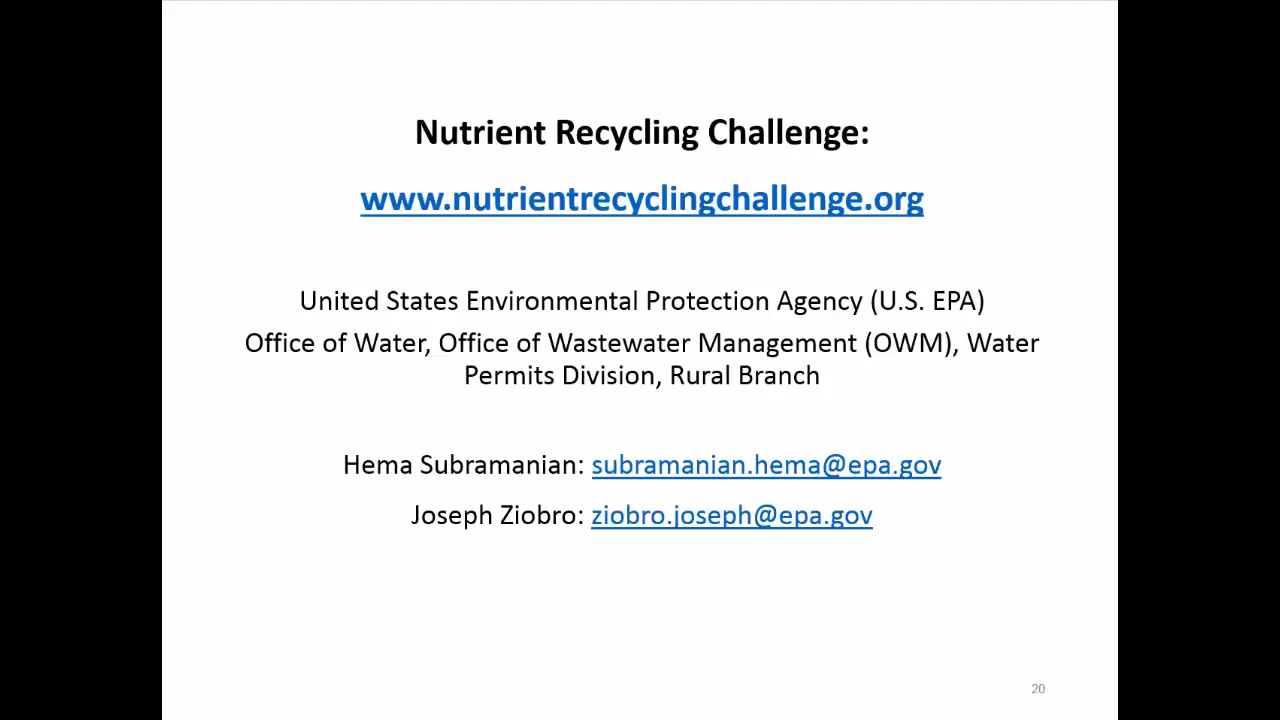 Nutrient Recycling Challenge:
www.nutrientrecyclingchallenge.org
United States Environmental Protection Agency (U.S. EPA)
Office of Water, Office of Wastewater Management (OWM), Water
Permits Division, Rural Branch
Hema Subramanian: subramanian.hema@epa.gov
Joseph Ziobro: ziobro.joseph@epa.gov
20